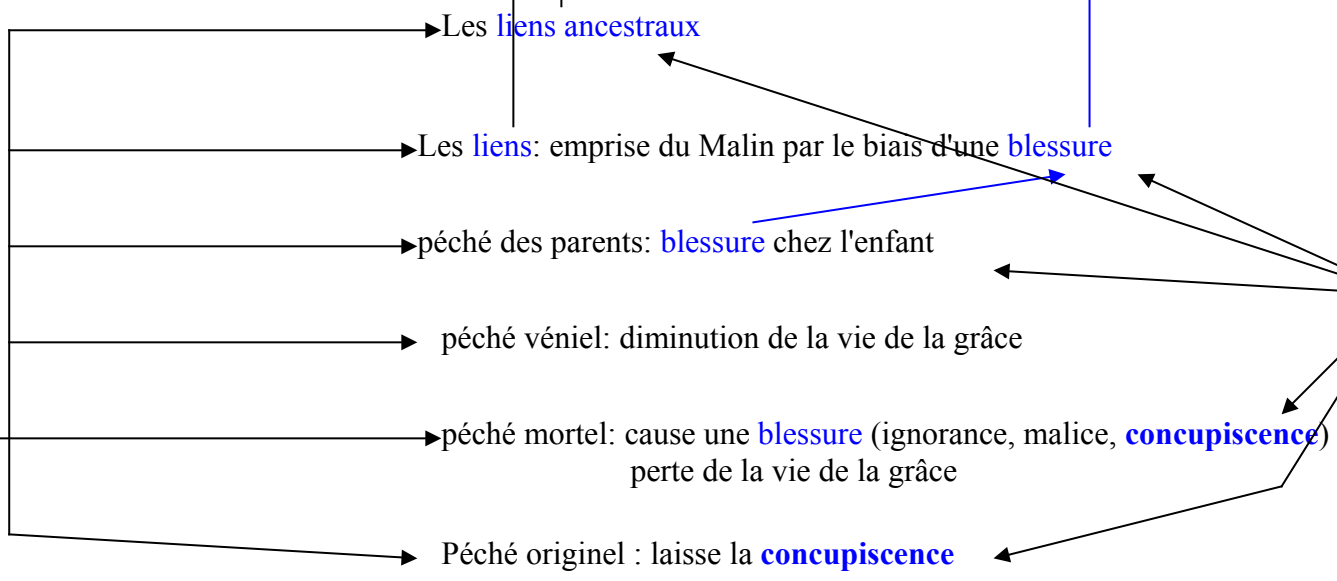 Les liens ancestraux
Les liens: emprise du Malin par le biais d'une blessure
péché des parents: blessure chez l'enfant
péché véniel: diminution de la vie de la grâce
péché mortel: cause une blessure (ignorance, malice, concupiscence)
perte de la vie de la grâce
Péché originel : laisse la concupiscence